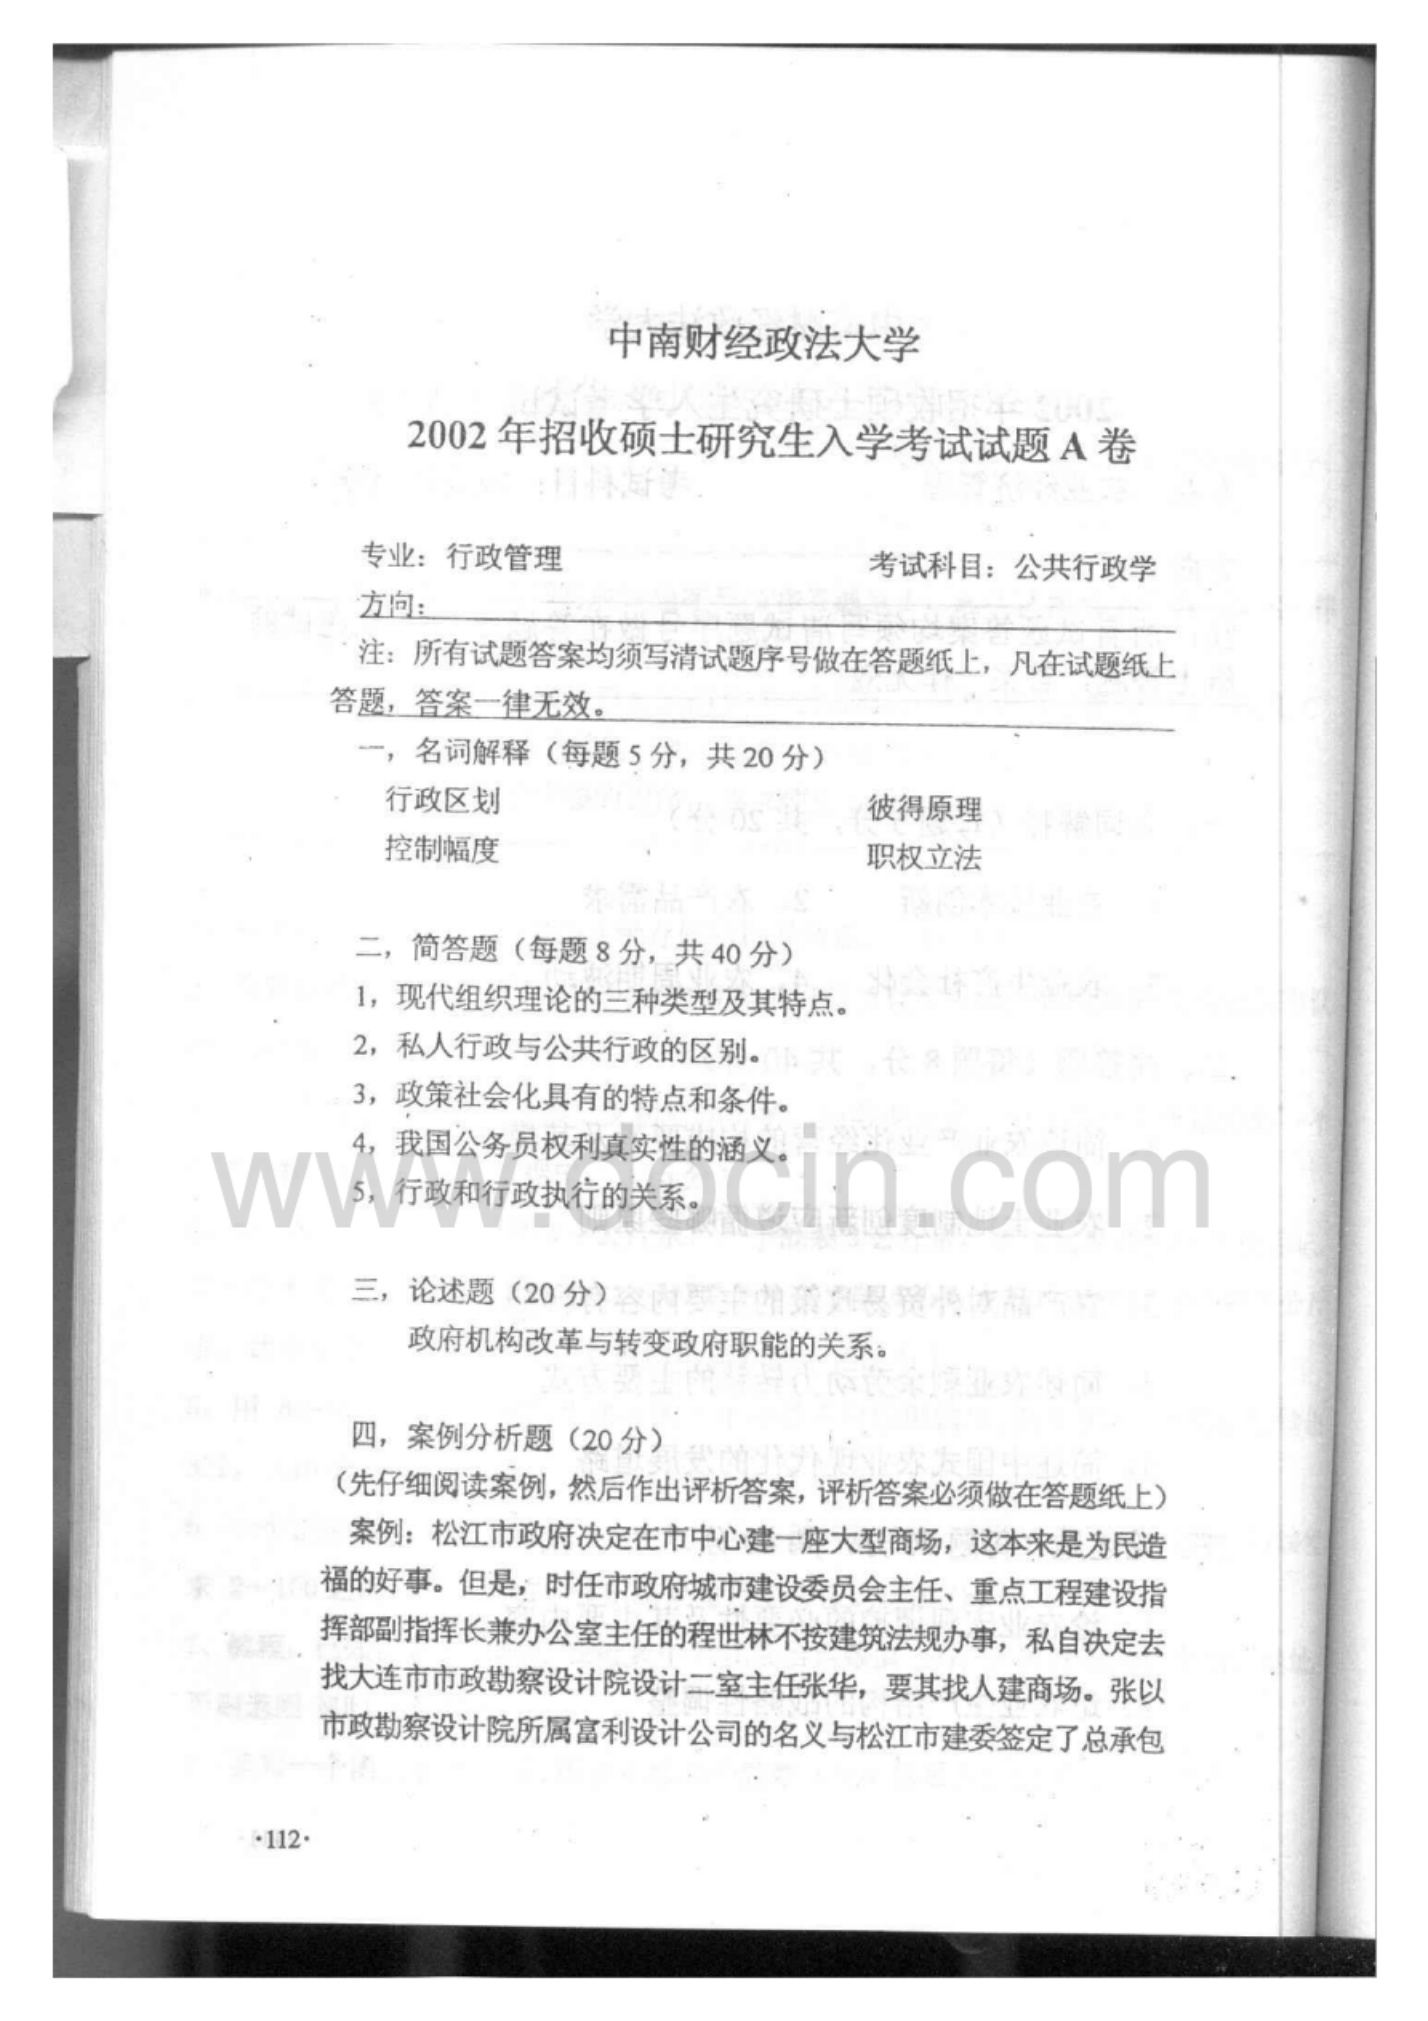 中南财经政法大学
2002 年招收硕士研究生入学考试试题 A 卷
专业：行政管理 考试科目：公共行政学
方向：
注：所有试题答案均须写清试题序号做在答题纸上，凡在试题纸上
答题，答案一律无效。
一，名词解释（每题 5 分，共 20 分）
行政区划 彼得原理
控制幅度 职权立法
二，简答题（每题 8 分，共 40 分）
1，现代组织理论的三种类型及其特点。
2，私人行政与公共行政的区别。
3，政策社会化具有的特点和条件。
4，我国公务员权利真实性的涵义。
www.docin.com
5，行政和行政执行的关系。
三，论述题（20 分）
政府机构改革与转变政府职能的关系。
四，案例分析题（20 分）
（先仔细阅读案例，然后作出评析答案，评析答案必须做在答题纸上）
案例：松江市政府决定在市中心建一座大型商场，这本来是为民造
福的好事。但是，时任市政府城市建设委员会主任、重点工程建设指
挥部副指挥长兼办公室主任的程世林不按建筑法规办事，私自决定去
找大连市市政勘察设计院设计二室主任张华，要其找人建商场。张以
市政勘察设计院所属富利设计公司的名义与松江市建委签定了总承包
·112·